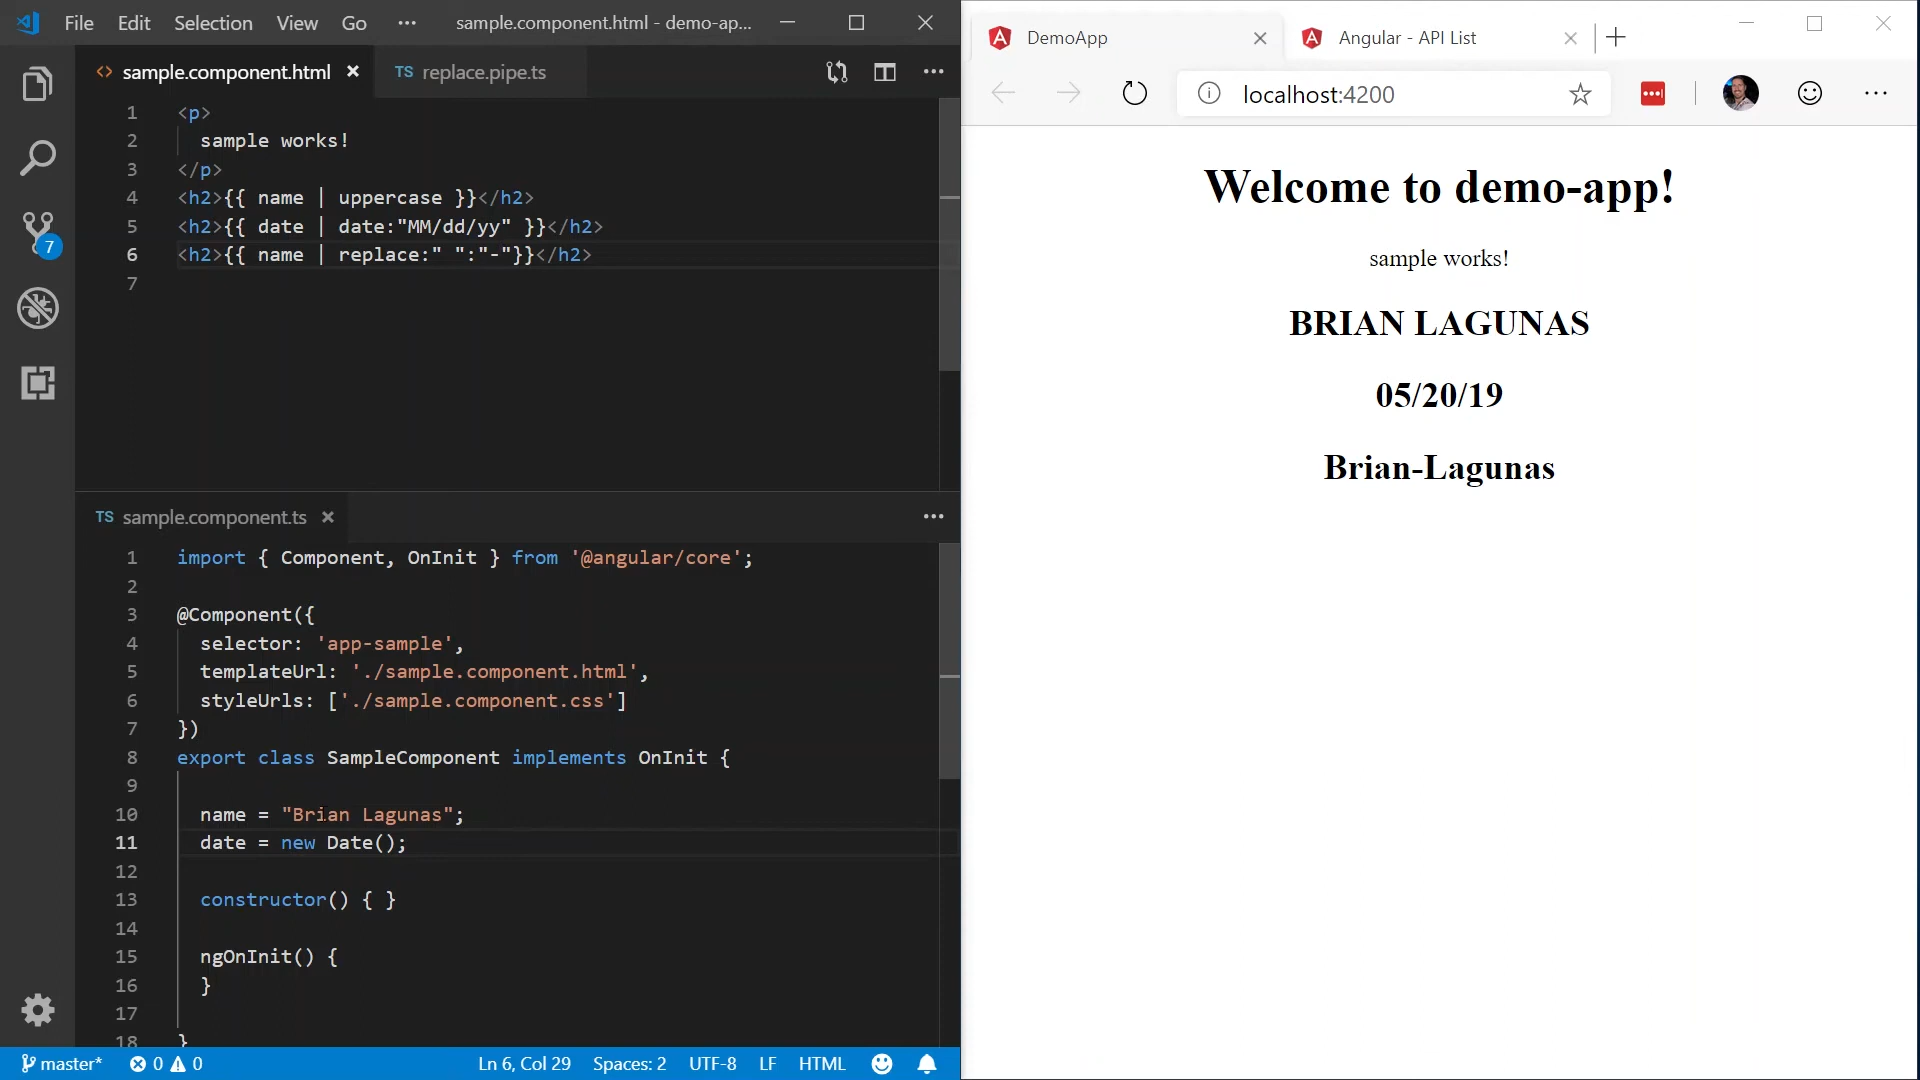 File Edit Selection View Go ··· sample.component.html - demo-ap...
sample.component.html TS replace.pipe.ts
1 <p>
2 sample works!
3 </p>
4 <h2>{{ name | uppercase }}</h2>
5 <h2>{{ date | date:"MM/dd/yy" }}</h2>
6 <h2>{{ name | replace:" ":"-"}}</h2>
7
7
TS sample.component.ts
1 import { Component, OnInit } from '@angular/core';
2
3 @Component({
4 selector: 'app-sample',
5 templateUrl: './sample.component.html',
6 styleUrls: ['./sample.component.css']
7 })
8 export class SampleComponent implements OnInit {
9
10 name = "Brian Lagunas";
11 date = new Date();
12
13 constructor() { }
14
15 ngOnInit() {
16 }
17
18 }
master* 0 0 Ln 6, Col 29 Spaces: 2 UTF-8 LF HTML
DemoApp Angular - API List
localhost:4200
Welcome to demo-app!
sample works!
BRIAN LAGUNAS
05/20/19
Brian-Lagunas